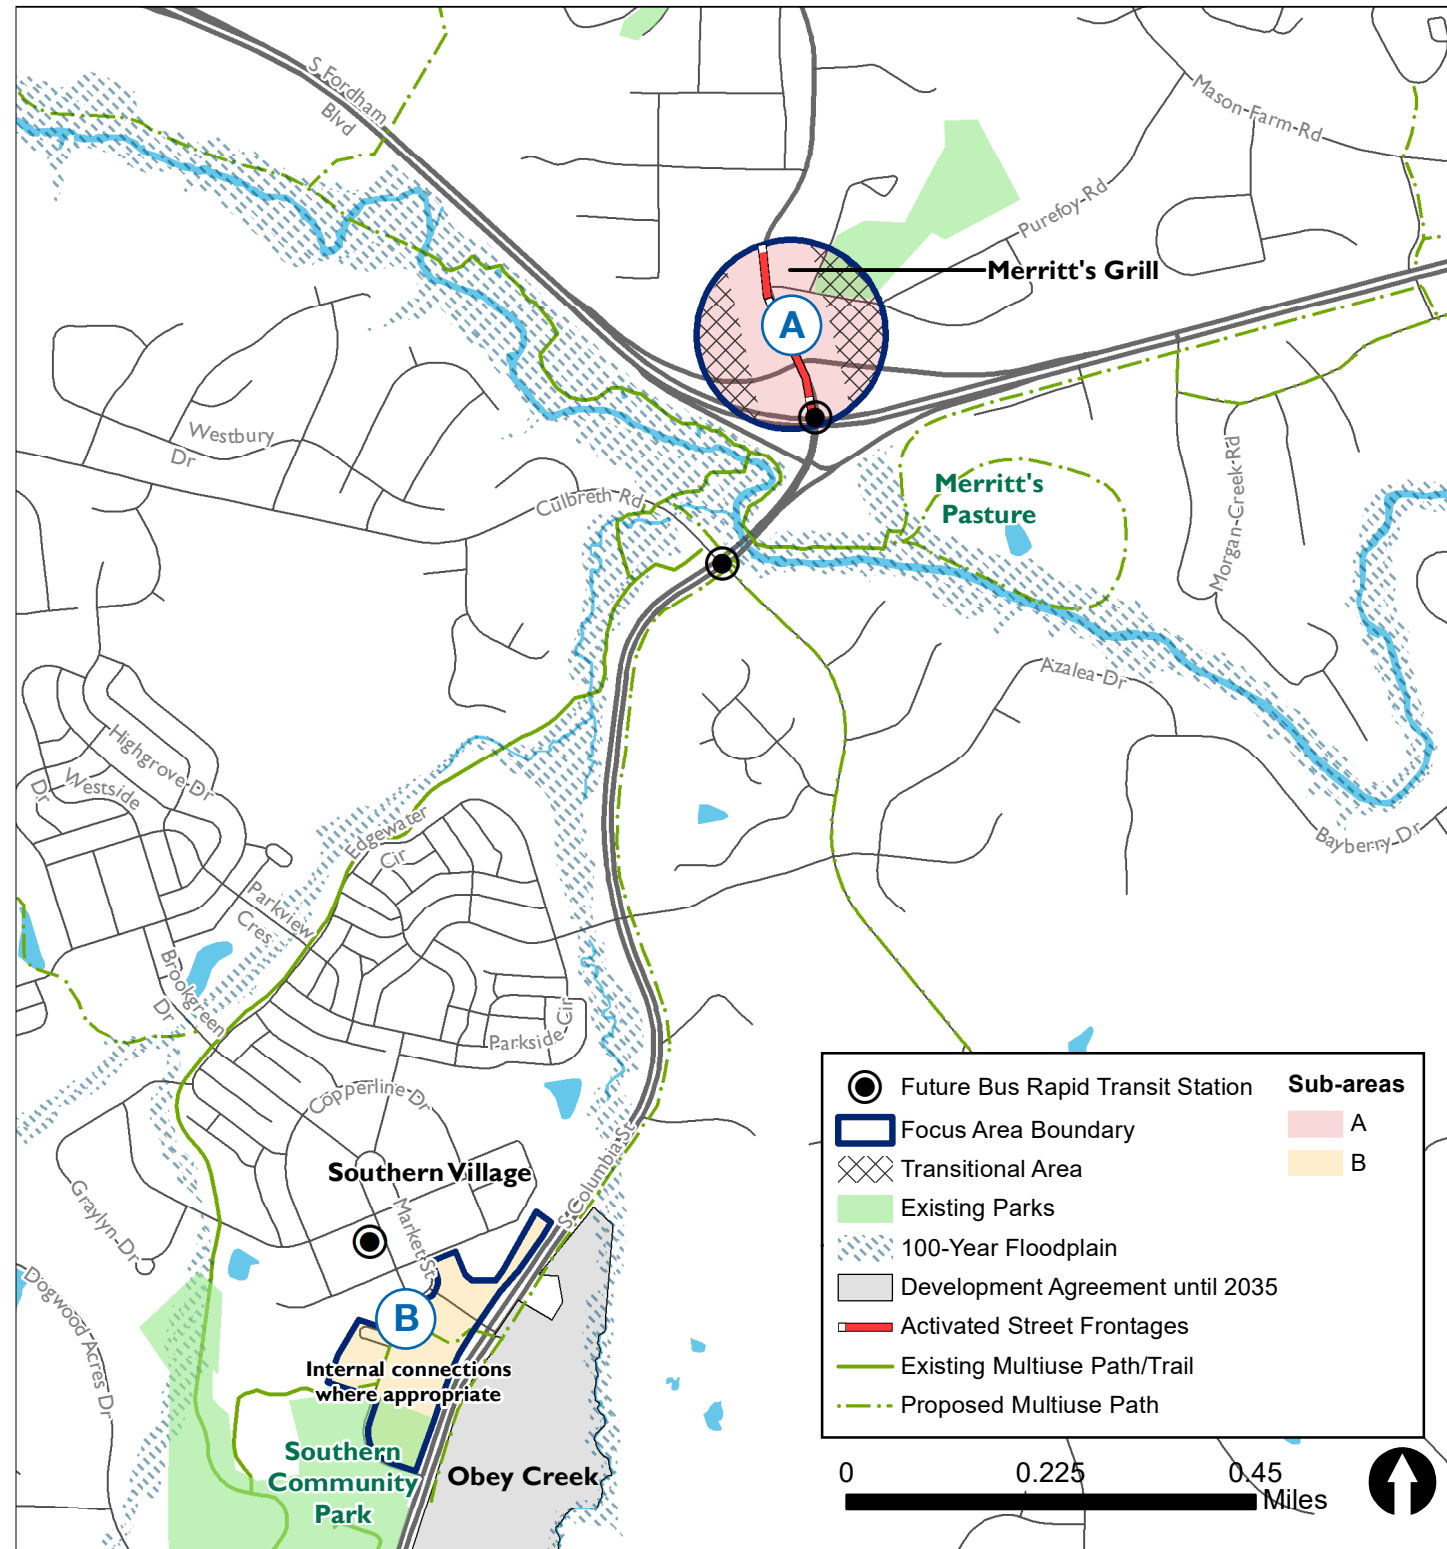 S Fordham
Blvd
Mason-Farm-Rd
Purefoy-Rd
Merritt's Grill
A
Westbury
Dr
Culbreth Rd
Merritt's
Pasture
Morgan-Creek-Rd
Azalea-Dr
Highgrove-Dr
Westside
Dr
Edgewater
Cir
Bayberry-Dr
Parkview
Cres
Brookgreen
Dr
Parkside-Cir
Copperline-Dr
Southern Village
Market-St
S-Columbia-St
Graylyn-Dr
Dogwood Acres Dr
B
Internal connections
where appropriate
Southern
Community
Park
Obey Creek
Future Bus Rapid Transit Station
Focus Area Boundary
Transitional Area
Existing Parks
100-Year Floodplain
Development Agreement until 2035
Activated Street Frontages
Existing Multiuse Path/Trail
Proposed Multiuse Path
Sub-areas
A
B
0 0.225 0.45
Miles